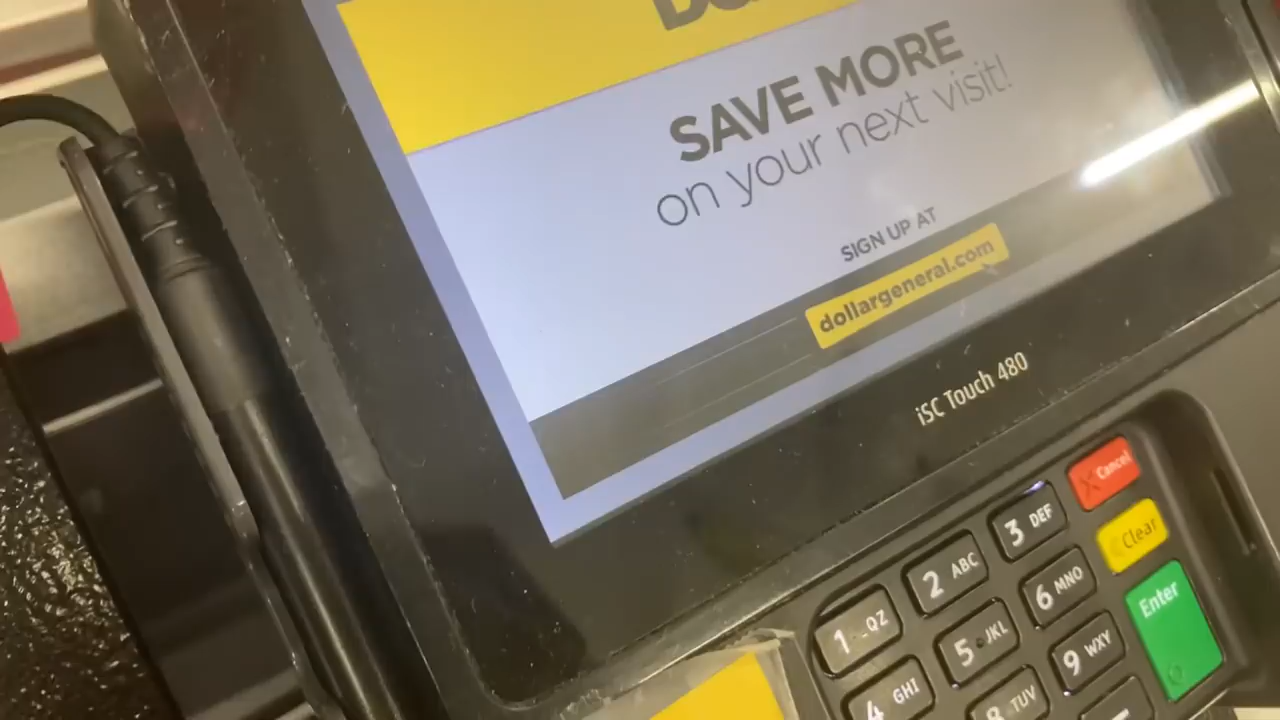 SAVE MORE
on your next visit!
SIGN UP AT
dollargeneral.com
iSC Touch 480
1 QZ
2 ABC
3 DEF
Cancel
4 GHI
5 JKL
6 MNO
Clear
8 TUV
9 WXY
Enter